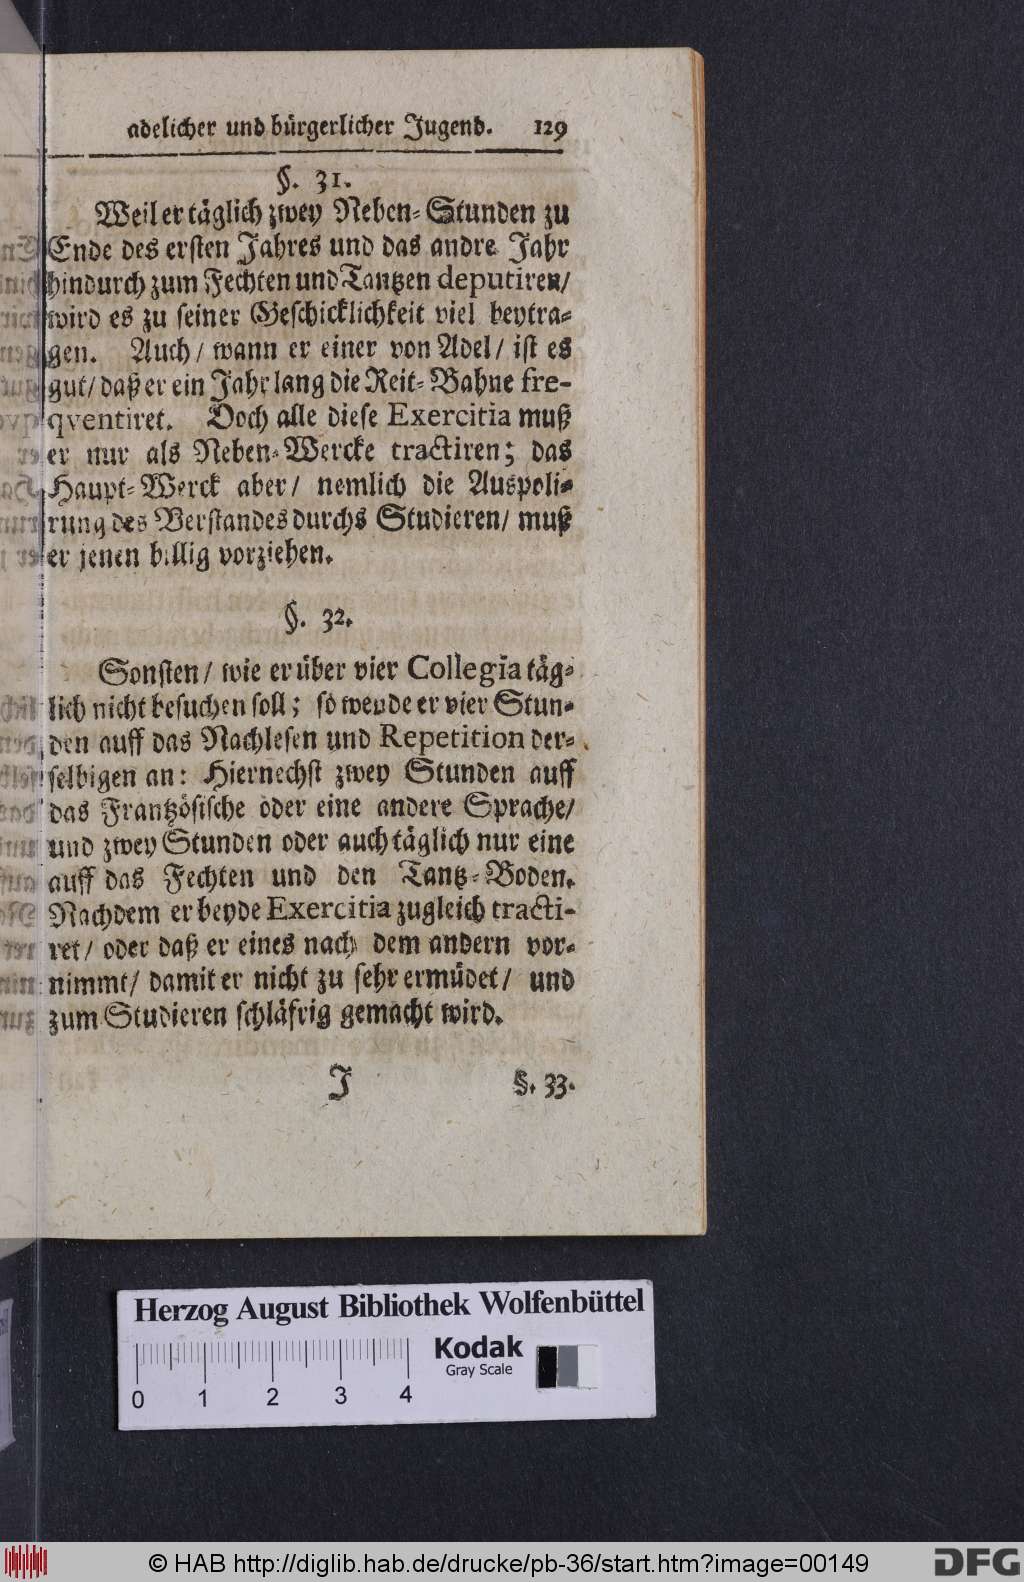 adelicher und bürgerlicher Jugend. 129
§. 31.
Weil er täglich zwey Neben-Stunden zu
Ende des ersten Jahres und das andre Jahr
hindurch zum Fechten und Tantzen deputiren/
wird es zu seiner Geschicklichkeit viel beytra-
gen. Auch/ wann er einer von Adel/ ist es
gut/ daß er ein Jahr lang die Reit-Bahne fre-
qventiret. Doch alle diese Exercitia muß
er nur als Neben-Wercke tractiren; das
Haupt-Werck aber/ nemlich die Auspoli-
rung des Verstandes durchs Studieren/ muß
er jenen billig vorziehen.
§. 32.
Sonsten/ wie er über vier Collegia täg-
lich nicht besuchen soll; so wende er vier Stun-
den auff das Nachlesen und Repetition der-
selbigen an: Hiernechst zwey Stunden auff
das Frantzösische oder eine andere Sprache/
und zwey Stunden oder auch täglich nur eine
auff das Fechten und den Tantz-Boden.
Nachdem er beyde Exercitia zugleich tracti-
ret/ oder daß er eines nach dem andern vor-
nimmt/ damit er nicht zu sehr ermüdet/ und
zum Studieren schläfrig gemacht wird.
J §. 33.
Herzog August Bibliothek Wolfenbüttel
Kodak
Gray Scale
0 1 2 3 4
© HAB http://diglib.hab.de/drucke/pb-36/start.htm?image=00149
DFG